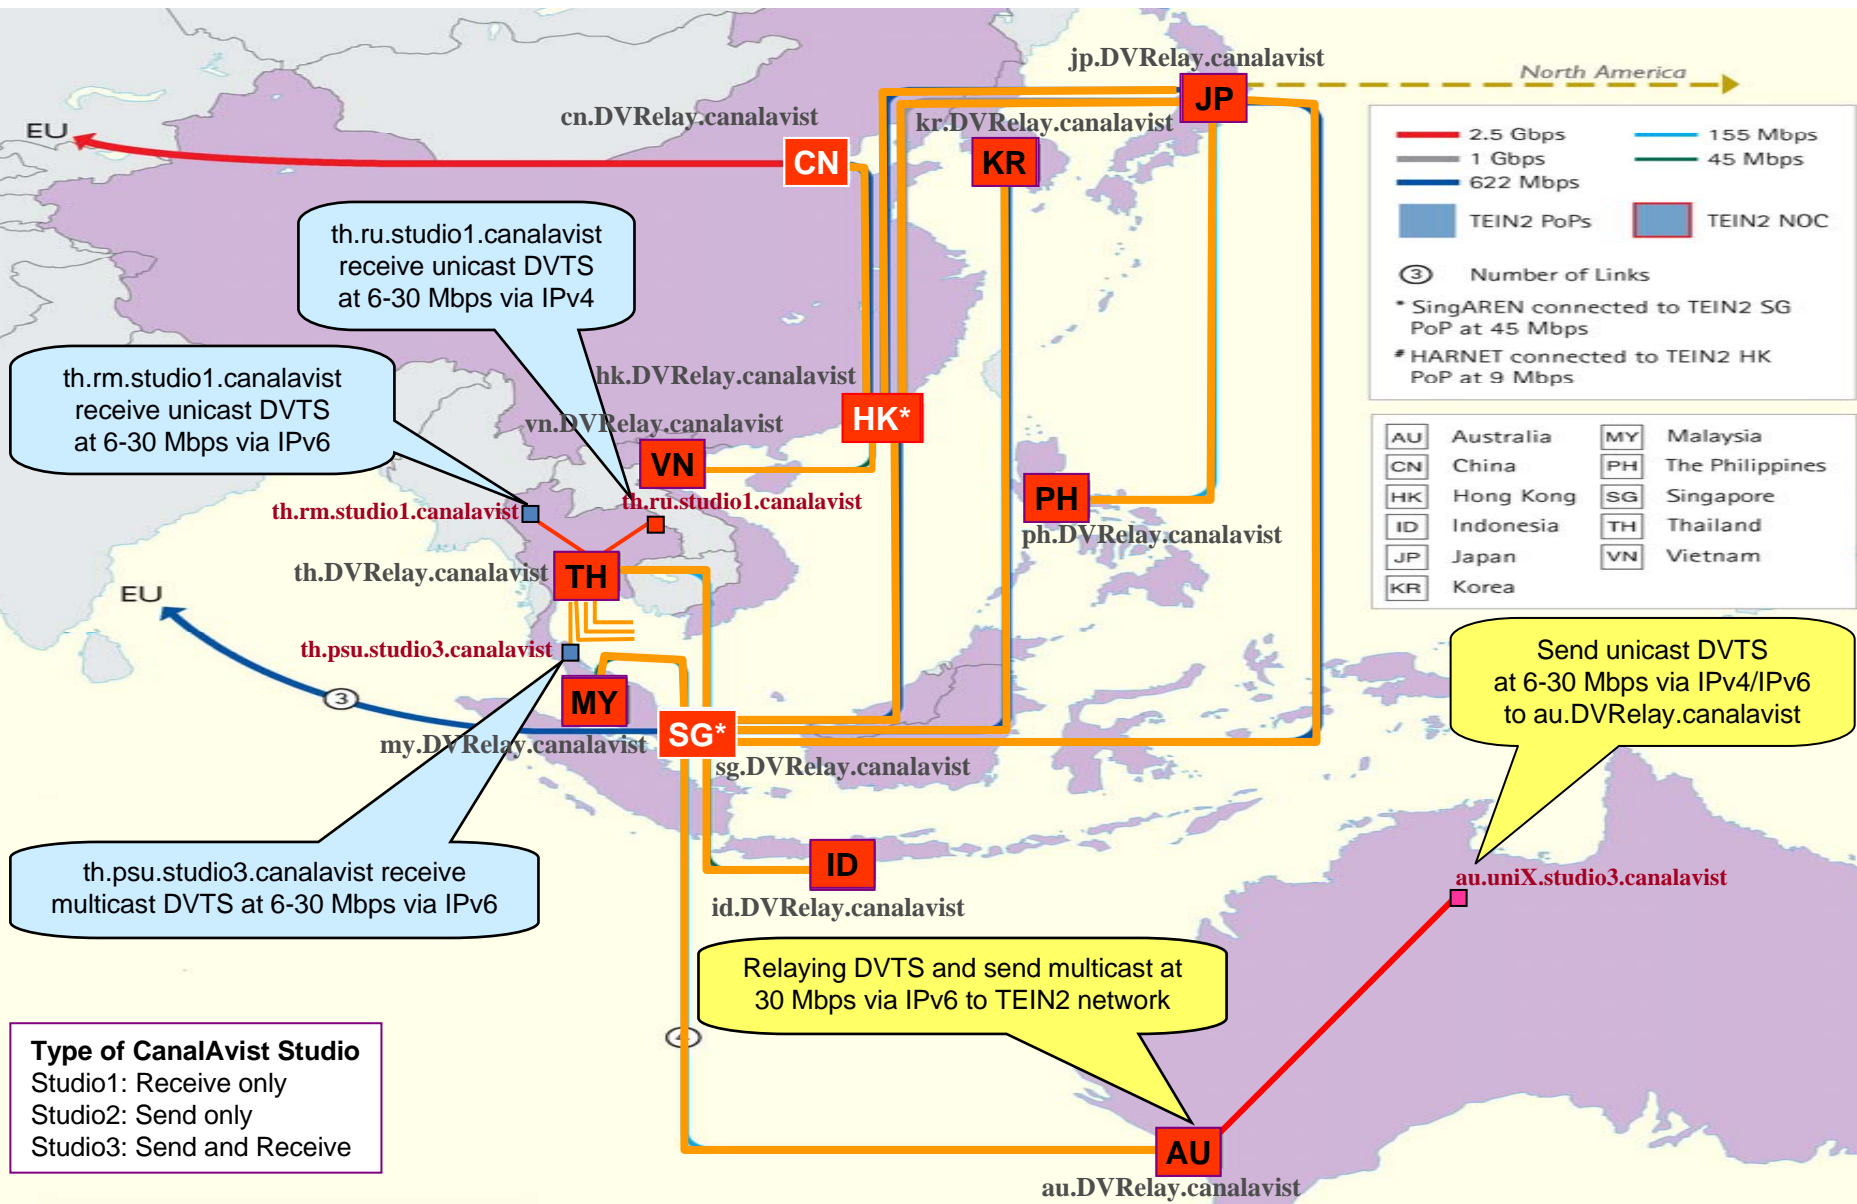 jp.DVRelay.canalavist
North America
JP
EU
cn.DVRelay.canalavist
CN
kr.DVRelay.canalavist
KR
2.5 Gbps
155 Mbps
1 Gbps
45 Mbps
622 Mbps
TEIN2 PoPs
TEIN2 NOC
3 Number of Links
* SingAREN connected to TEIN2 SG
PoP at 45 Mbps
# HARNET connected to TEIN2 HK
PoP at 9 Mbps
th.ru.studio1.canalavist
receive unicast DVTS
at 6-30 Mbps via IPv4
th.rm.studio1.canalavist
receive unicast DVTS
at 6-30 Mbps via IPv6
hk.DVRelay.canalavist
HK*
vn.DVRelay.canalavist
VN
AU Australia
MY Malaysia
CN China
PH The Philippines
HK Hong Kong
SG Singapore
ID Indonesia
TH Thailand
JP Japan
VN Vietnam
KR Korea
th.rm.studio1.canalavist
th.ru.studio1.canalavist
PH
ph.DVRelay.canalavist
th.DVRelay.canalavist
TH
EU
th.psu.studio3.canalavist
MY
3
my.DVRelay.canalavist
SG*
sg.DVRelay.canalavist
Send unicast DVTS
at 6-30 Mbps via IPv4/IPv6
to au.DVRelay.canalavist
th.psu.studio3.canalavist receive
multicast DVTS at 6-30 Mbps via IPv6
ID
id.DVRelay.canalavist
au.uniX.studio3.canalavist
Relaying DVTS and send multicast at
30 Mbps via IPv6 to TEIN2 network
Type of CanalAvist Studio
Studio1: Receive only
Studio2: Send only
Studio3: Send and Receive
AU
au.DVRelay.canalavist